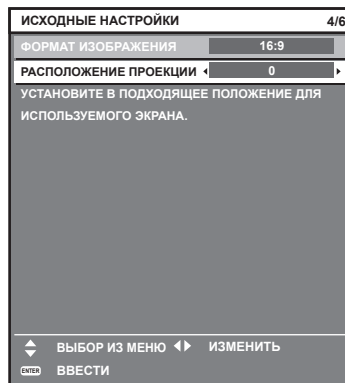 ИСХОДНЫЕ НАСТРОЙКИ 4/6
ФОРМАТ ИЗОБРАЖЕНИЯ 16:9
РАСПОЛОЖЕНИЕ ПРОЕКЦИИ 0
УСТАНОВИТЕ В ПОДХОДЯЩЕЕ ПОЛОЖЕНИЕ ДЛЯ
ИСПОЛЬЗУЕМОГО ЭКРАНА.
ВЫБОР ИЗ МЕНЮ ИЗМЕНИТЬ
ENTER ВВЕСТИ